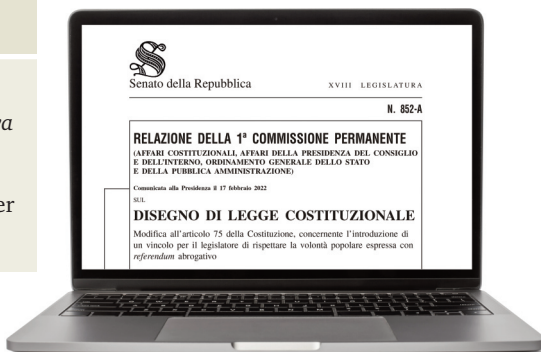 va
er
Senato della Repubblica
XVIII LEGISLATURA
N. 852-A
RELAZIONE DELLA 1ª COMMISSIONE PERMANENTE
(AFFARI COSTITUZIONALI, AFFARI DELLA PRESIDENZA DEL CONSIGLIO
E DELL'INTERNO, ORDINAMENTO GENERALE DELLO STATO
E DELLA PUBBLICA AMMINISTRAZIONE)
Comunicata alla Presidenza il 17 febbraio 2022
SUL
DISEGNO DI LEGGE COSTITUZIONALE
Modifica all'articolo 75 della Costituzione, concernente l'introduzione di
un vincolo per il legislatore di rispettare la volontà popolare espressa con
referendum abrogativo